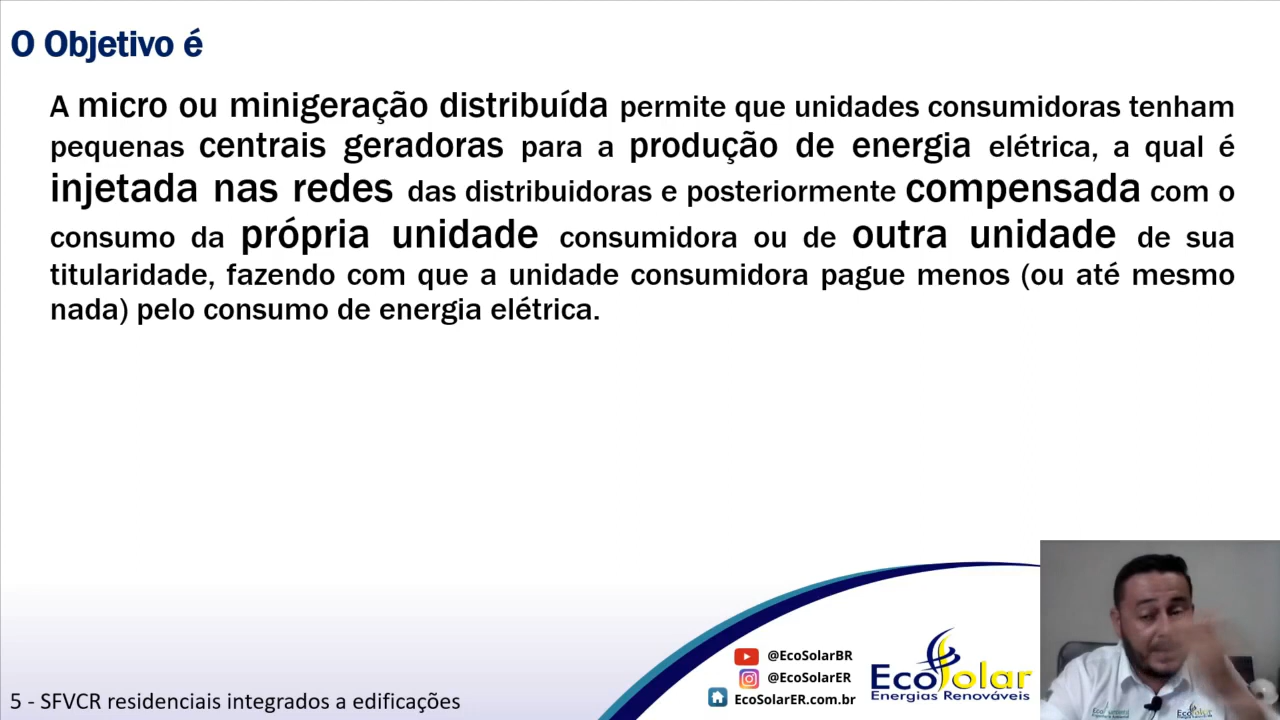 O Objetivo é
A micro ou minigeração distribuída permite que unidades consumidoras tenham
pequenas centrais geradoras para a produção de energia elétrica, a qual é
injetada nas redes das distribuidoras e posteriormente compensada com o
consumo da própria unidade consumidora ou de outra unidade de sua
titularidade, fazendo com que a unidade consumidora pague menos (ou até mesmo
nada) pelo consumo de energia elétrica.
@EcoSolarBR
@EcoSolarER
EcoSolarER.com.br
EcoSolar
Energias Renováveis
5 - SFVCR residenciais integrados a edificações